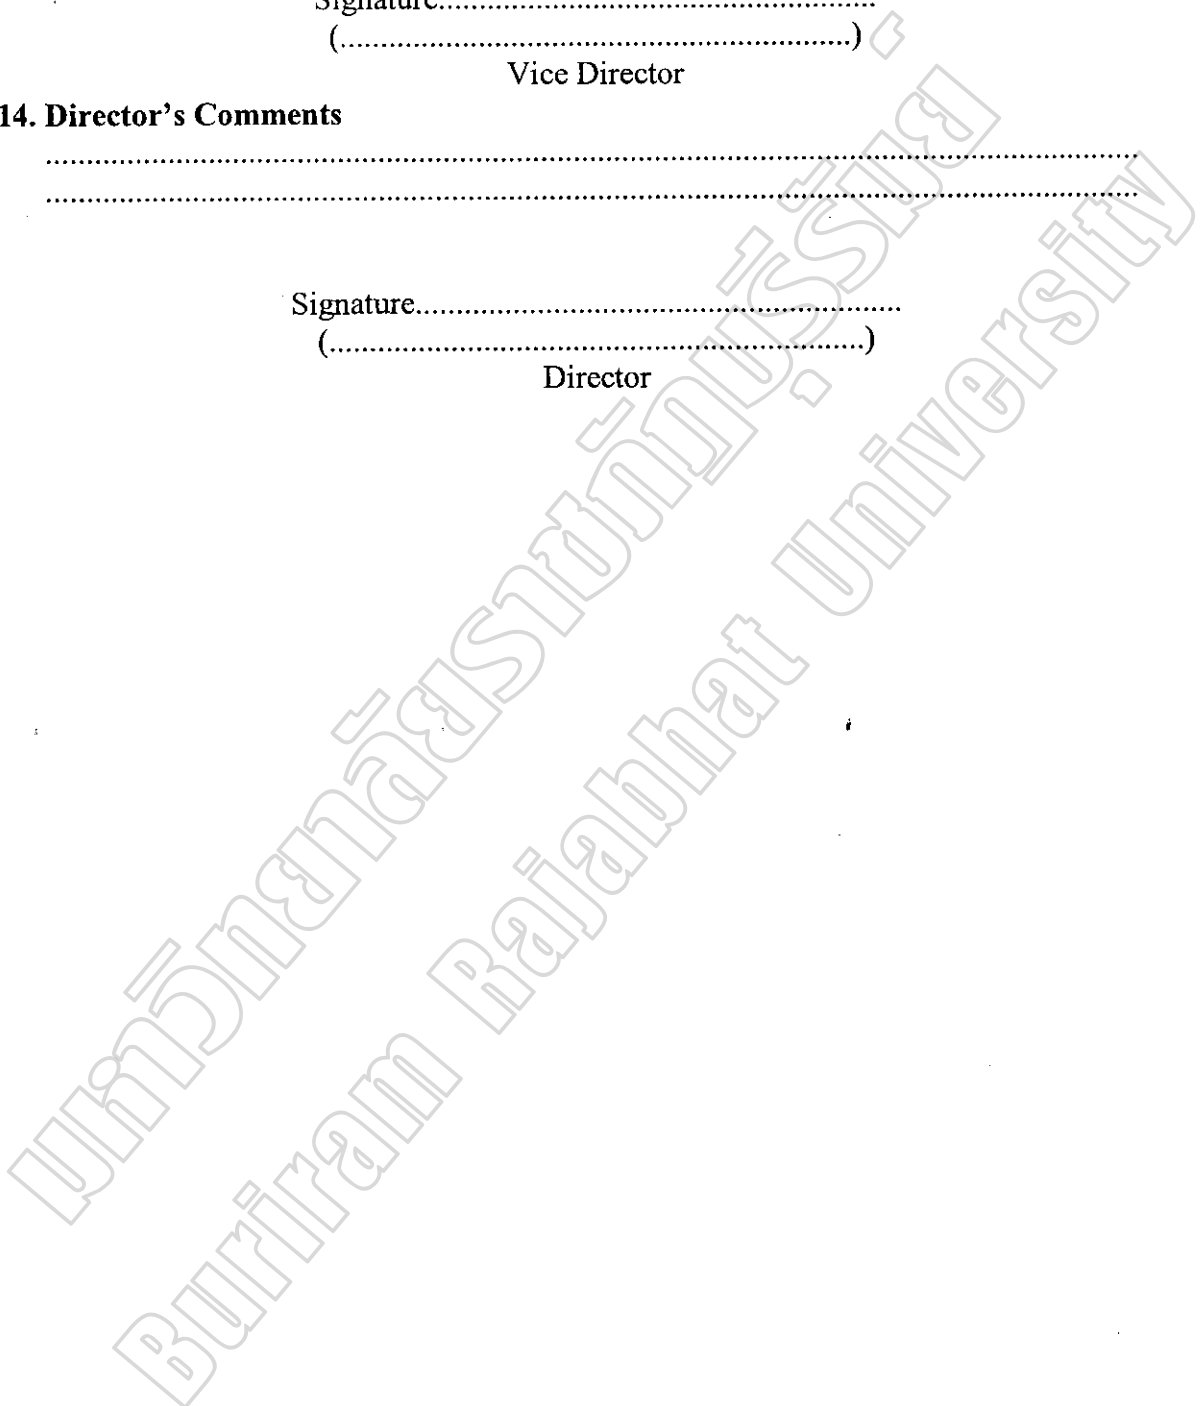 Signature......................................................
(................................................................)
Vice Director
14. Director's Comments
.......................................................................................................................................
.......................................................................................................................................
Signature............................................................
(...................................................................)
Director
มหาวิทยาลัยราชภัฏบุรีรัมย์
Buriram Rajabhat University